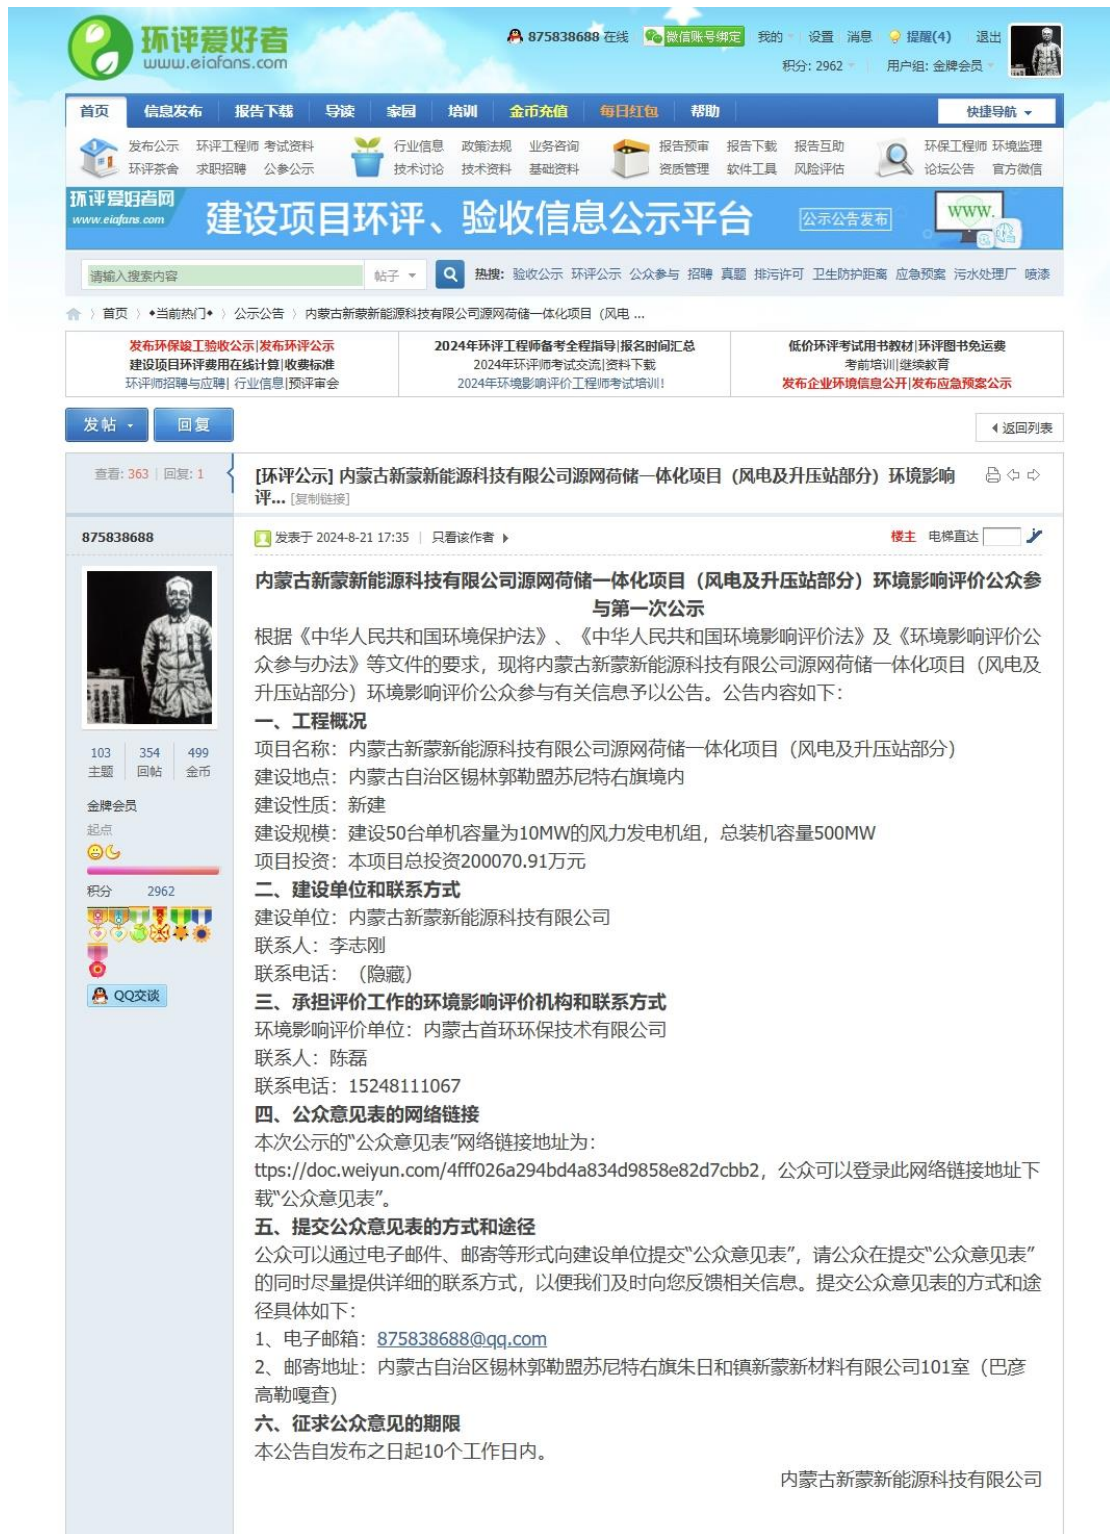 环评爱好者
www.eiafans.com
875838688 在线 微信账号绑定 我的 设置 消息 提醒(4) 退出
积分: 2962 用户组: 金牌会员
首页 信息发布 报告下载 导读 家园 培训 金币充值 每日红包 帮助 快捷导航
发布公示 环评工程师 考试资料 行业信息 政策法规 业务咨询 报告预审 报告下载 报告互助 环保工程师 环境监理
环评茶舍 求职招聘 公参公示 技术讨论 技术资料 基础资料 资质管理 软件工具 风险评估 论坛公告 官方微信
环评爱好者网
www.eiafans.com
建设项目环评、验收信息公示平台 公示公告发布 WWW.
请输入搜索内容 帖子 热搜: 验收公示 环评公示 公众参与 招聘 真题 排污许可 卫生防护距离 应急预案 污水处理厂 喷漆
首页 〉 •当前热门• 〉 公示公告 〉 内蒙古新蒙新能源科技有限公司源网荷储一体化项目（风电 ...
发布环保竣工验收公示|发布环评公示 2024年环评工程师备考全程指导|报名时间汇总 低价环评考试用书教材|环评图书免运费
建设项目环评费用在线计算|收费标准 2024年环评师考试交流|资料下载 考前培训|继续教育
环评师招聘与应聘| 行业信息|预评审会 2024年环境影响评价工程师考试培训! 发布企业环境信息公开|发布应急预案公示
发帖 回复 返回列表
查看: 363 | 回复: 1
[环评公示] 内蒙古新蒙新能源科技有限公司源网荷储一体化项目（风电及升压站部分）环境影响
评... [复制链接]
875838688
发表于 2024-8-21 17:35 | 只看该作者 楼主 电梯直达
103 354 499
主题 回帖 金币
金牌会员
起点
积分 2962
QQ交谈
内蒙古新蒙新能源科技有限公司源网荷储一体化项目（风电及升压站部分）环境影响评价公众参
与第一次公示
根据《中华人民共和国环境保护法》、《中华人民共和国环境影响评价法》及《环境影响评价公
众参与办法》等文件的要求，现将内蒙古新蒙新能源科技有限公司源网荷储一体化项目（风电及
升压站部分）环境影响评价公众参与有关信息予以公告。公告内容如下：
一、工程概况
项目名称：内蒙古新蒙新能源科技有限公司源网荷储一体化项目（风电及升压站部分）
建设地点：内蒙古自治区锡林郭勒盟苏尼特右旗境内
建设性质：新建
建设规模：建设50台单机容量为10MW的风力发电机组，总装机容量500MW
项目投资：本项目总投资200070.91万元
二、建设单位和联系方式
建设单位：内蒙古新蒙新能源科技有限公司
联系人：李志刚
联系电话：（隐藏）
三、承担评价工作的环境影响评价机构和联系方式
环境影响评价单位：内蒙古首环环保技术有限公司
联系人：陈磊
联系电话：15248111067
四、公众意见表的网络链接
本次公示的“公众意见表”网络链接地址为：
ttps://doc.weiyun.com/4fff026a294bd4a834d9858e82d7cbb2，公众可以登录此网络链接地址下
载“公众意见表”。
五、提交公众意见表的方式和途径
公众可以通过电子邮件、邮寄等形式向建设单位提交“公众意见表”，请公众在提交“公众意见表”
的同时尽量提供详细的联系方式，以便我们及时向您反馈相关信息。提交公众意见表的方式和途
径具体如下：
1、电子邮箱：875838688@qq.com
2、邮寄地址：内蒙古自治区锡林郭勒盟苏尼特右旗朱日和镇新蒙新材料有限公司101室（巴彦
高勒嘎查）
六、征求公众意见的期限
本公告自发布之日起10个工作日内。
内蒙古新蒙新能源科技有限公司